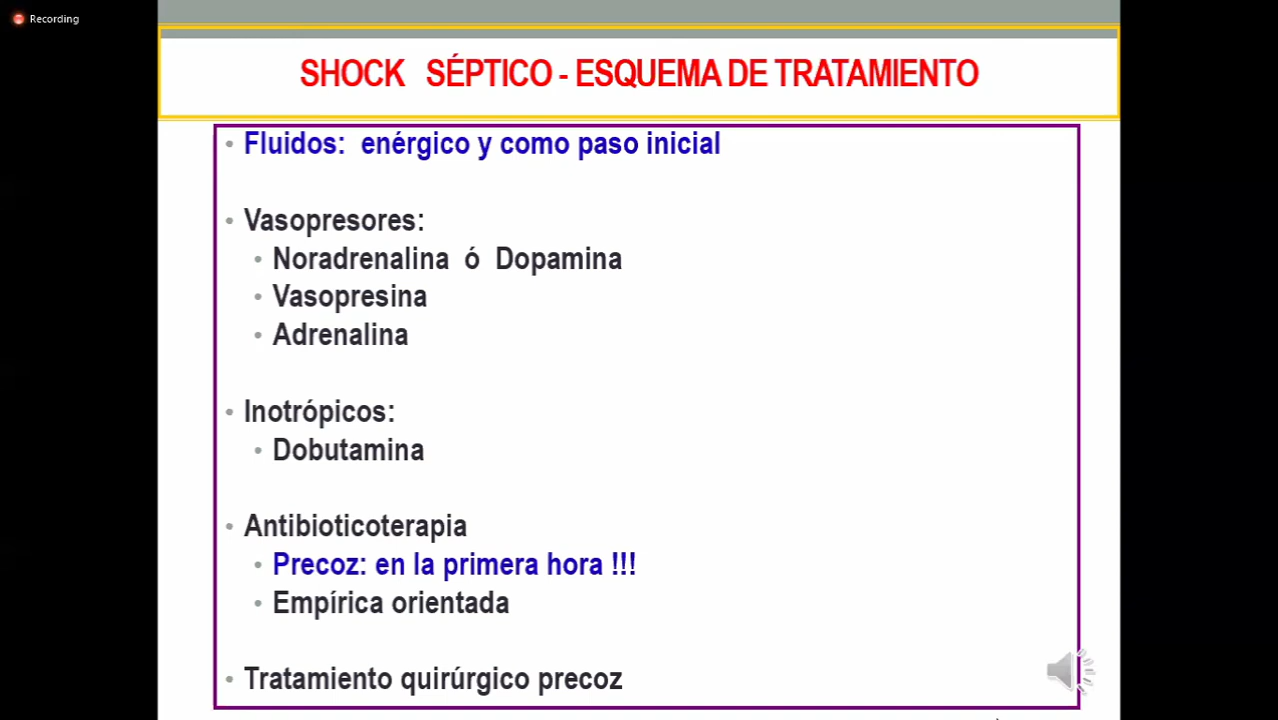 Recording
SHOCK SÉPTICO - ESQUEMA DE TRATAMIENTO
• Fluidos: enérgico y como paso inicial
• Vasopresores:
• Noradrenalina ó Dopamina
• Vasopresina
• Adrenalina
• Inotrópicos:
• Dobutamina
• Antibioticoterapia
• Precoz: en la primera hora !!!
• Empírica orientada
• Tratamiento quirúrgico precoz